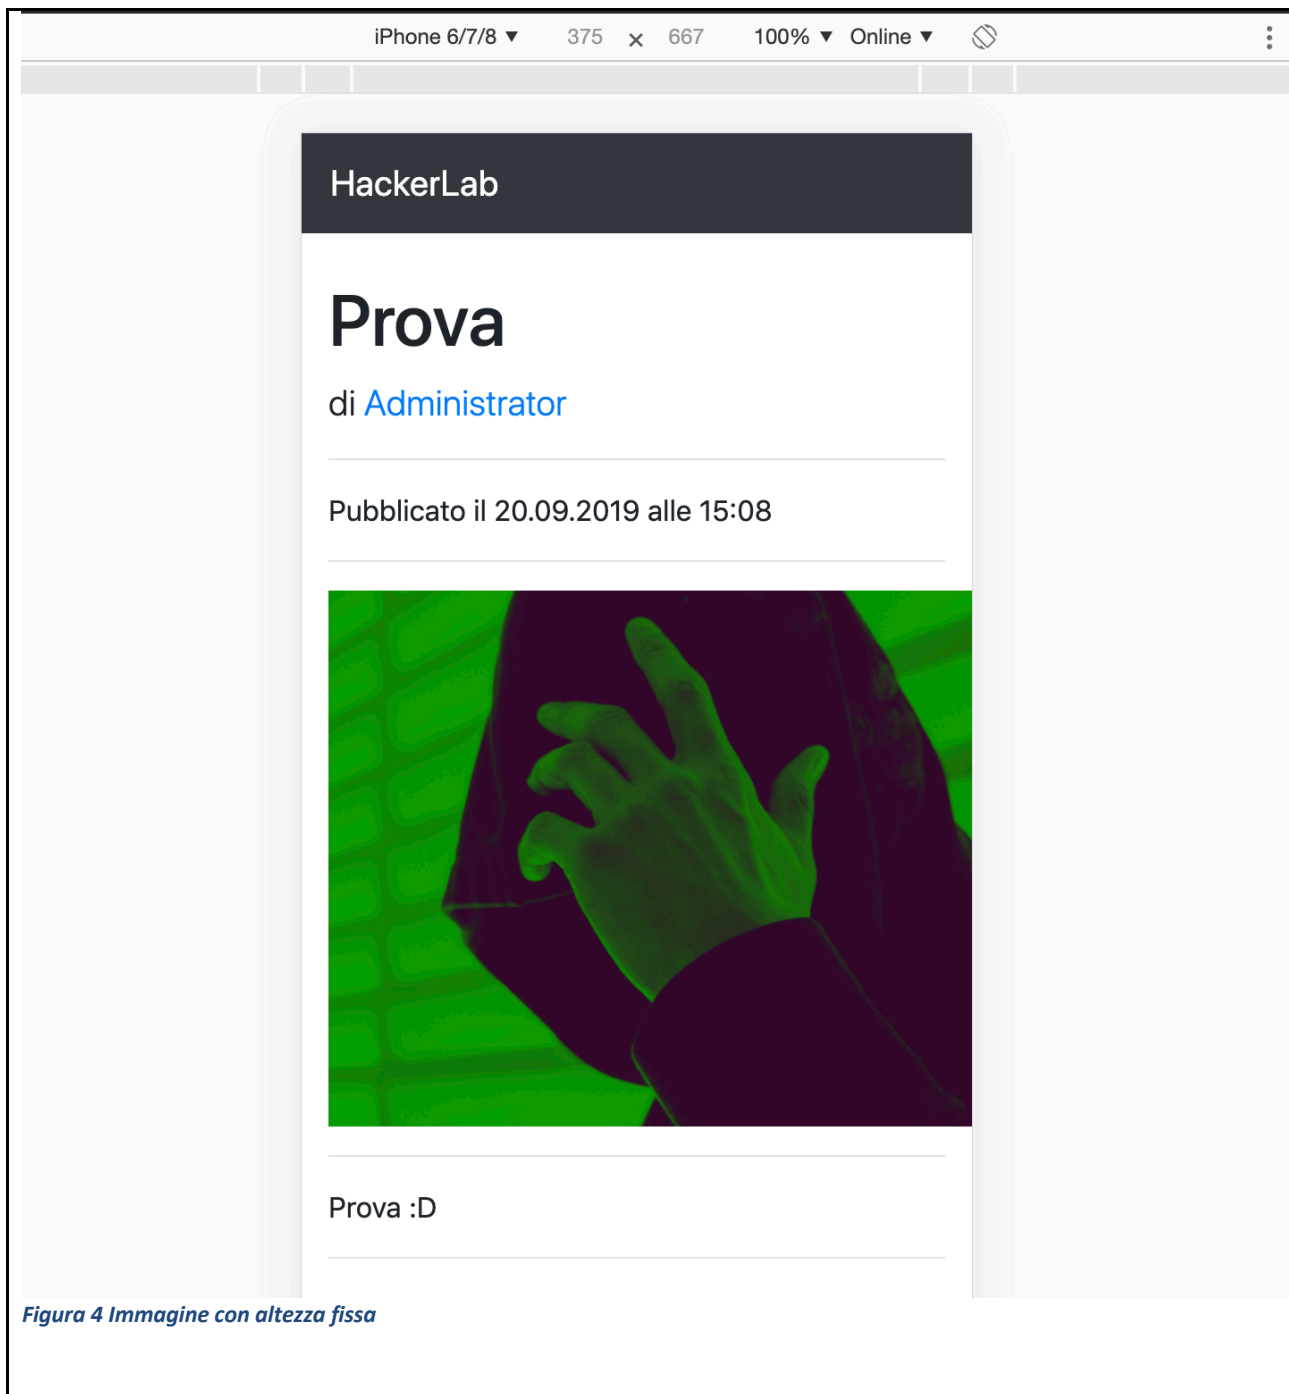 iPhone 6/7/8 ▼ 375 × 667 100% ▼ Online ▼
HackerLab
Prova
di Administrator
Pubblicato il 20.09.2019 alle 15:08
Prova :D
Figura 4 Immagine con altezza fissa